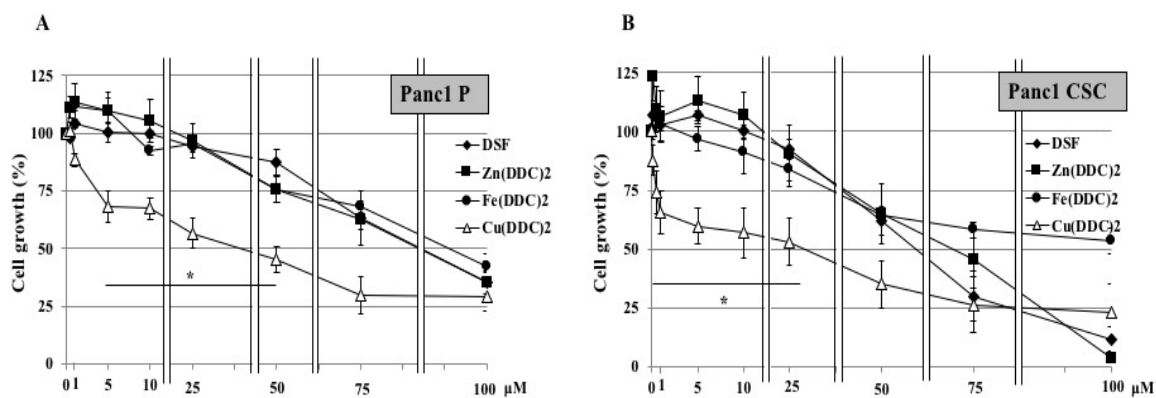 A
Panc1 P
Cell growth (%)
125
100
75
50
25
0
DSF
Zn(DDC)2
Fe(DDC)2
Cu(DDC)2
*
0 1 5 10 25 50 75 100 µM
B
Panc1 CSC
Cell growth (%)
125
100
75
50
25
0
DSF
Zn(DDC)2
Fe(DDC)2
Cu(DDC)2
*
0 1 5 10 25 50 75 100 µM